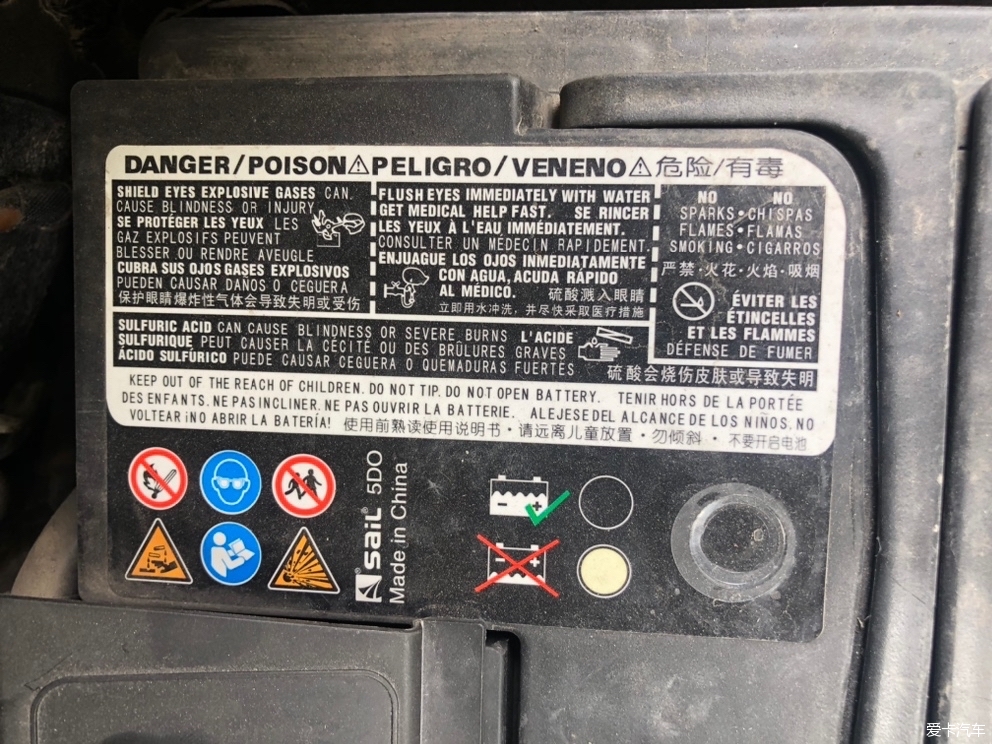 DANGER/POISON⚠PELIGRO/VENENO⚠危险/有毒
SHIELD EYES EXPLOSIVE GASES CAN
CAUSE BLINDNESS OR INJURY
SE PROTÉGER LES YEUX LES
GAZ EXPLOSIFS PEUVENT
BLESSER OU RENDRE AVEUGLE
CUBRA SUS OJOS GASES EXPLOSIVOS
PUEDEN CAUSAR DAÑOS O CEGUERA
保护眼睛爆炸性气体会导致失明或受伤
FLUSH EYES IMMEDIATELY WITH WATER
GET MEDICAL HELP FAST. SE RINCER
LES YEUX À L'EAU IMMÉDIATEMENT.
CONSULTER UN MÉDECIN RAPIDEMENT.
ENJUAGUE LOS OJOS INMEDIATAMENTE
CON AGUA, ACUDA RÁPIDO
AL MÉDICO. 硫酸溅入眼睛
立即用水冲洗，并尽快采取医疗措施
NO NO
SPARKS•CHISPAS
FLAMES•FLAMAS
SMOKING•CIGARROS
严禁·火花·火焰·吸烟
ÉVITER LES
ÉTINCELLES
ET LES FLAMMES
DÉFENSE DE FUMER
SULFURIC ACID CAN CAUSE BLINDNESS OR SEVERE BURNS L'ACIDE
SULFURIQUE PEUT CAUSER LA CÉCITÉ OU DES BRÛLURES GRAVES
ÁCIDO SULFÚRICO PUEDE CAUSAR CEGUERA O QUEMADURAS FUERTES
硫酸会烧伤皮肤或导致失明
KEEP OUT OF THE REACH OF CHILDREN. DO NOT TIP. DO NOT OPEN BATTERY. TENIR HORS DE LA PORTÉE
DES ENFANTS. NE PAS INCLINER. NE PAS OUVRIR LA BATTERIE. ALEJESE DEL ALCANCE DE LOS NIÑOS. NO
VOLTEAR ¡NO ABRIR LA BATERÍA! 使用前熟读使用说明书·请远离儿童放置·勿倾斜·不要开启电池
® SAIL® 5DO
Made in China
爱卡汽车